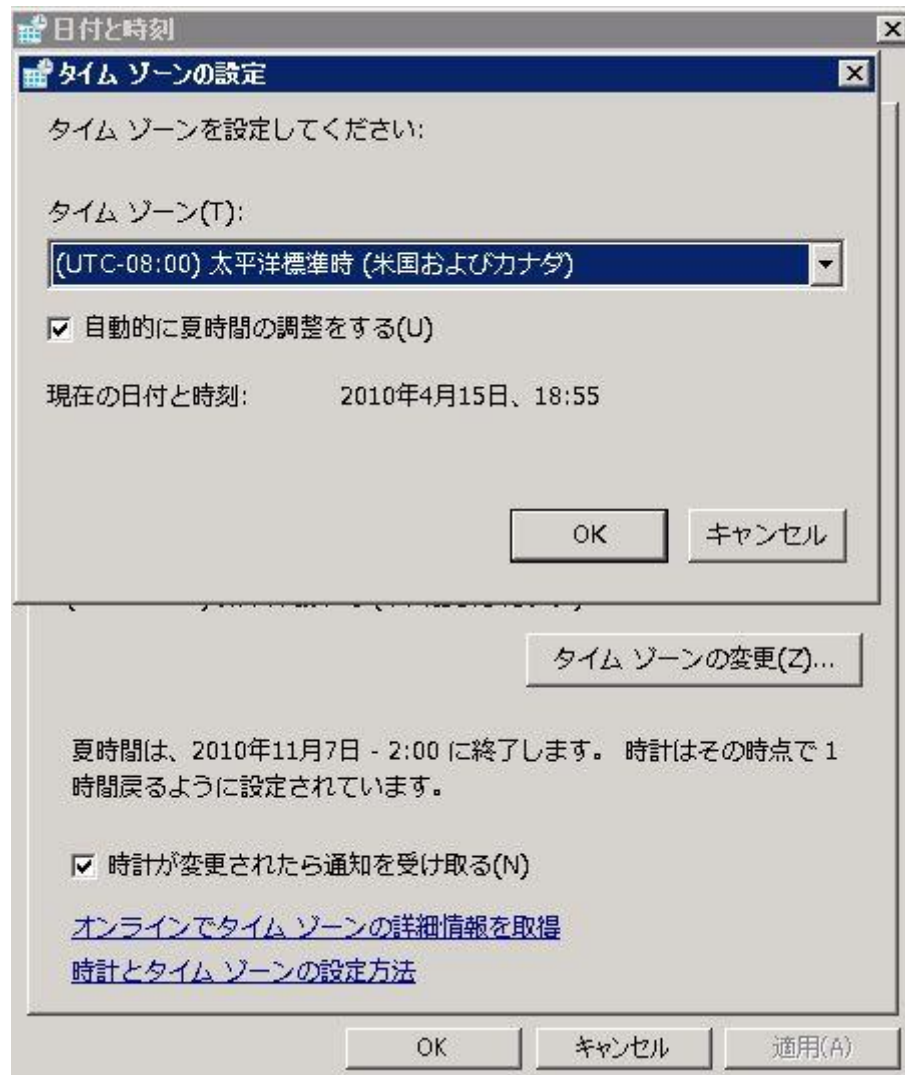 日付と時刻
タイム ゾーンの設定
タイム ゾーンを設定してください:
タイム ゾーン(T):
(UTC-08:00) 太平洋標準時 (米国およびカナダ)
自動的に夏時間の調整をする(U)
現在の日付と時刻: 2010年4月15日、18:55
OK キャンセル
タイム ゾーンの変更(Z)...
夏時間は、2010年11月7日 - 2:00 に終了します。 時計はその時点で 1
時間戻るように設定されています。
時計が変更されたら通知を受け取る(N)
オンラインでタイム ゾーンの詳細情報を取得
時計とタイム ゾーンの設定方法
OK キャンセル 適用(A)